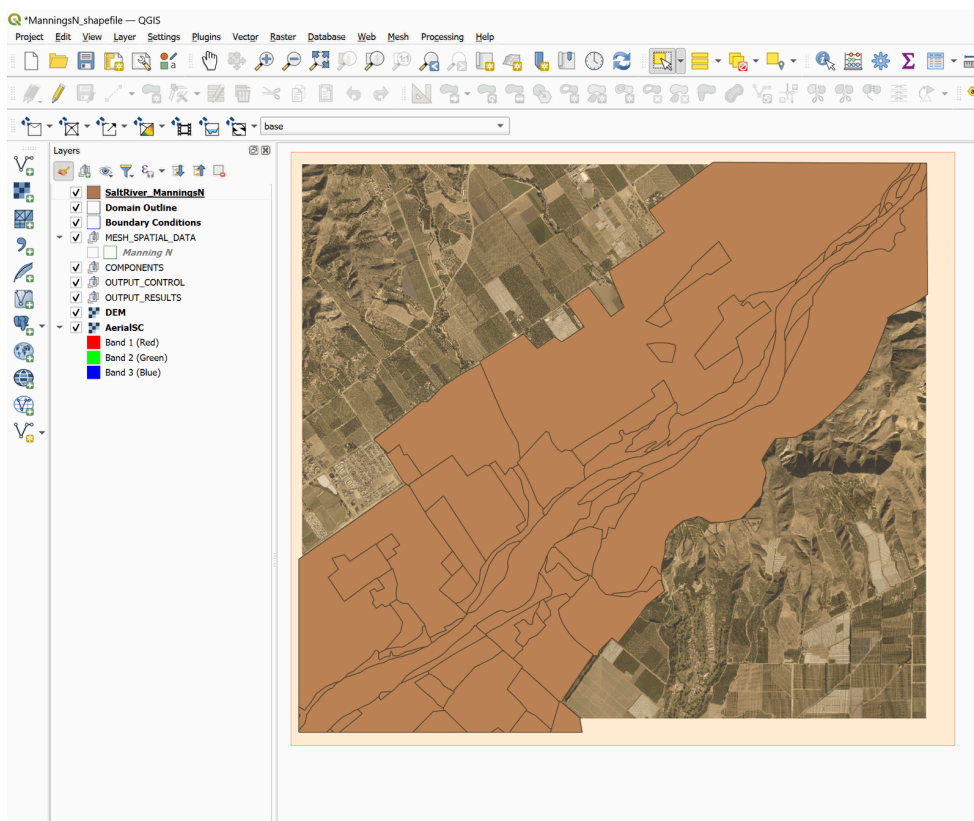 *ManningsN_shapefile — QGIS
Project Edit View Layer Settings Plugins Vector Raster Database Web Mesh Processing Help
base
Layers
SaltRiver_ManningsN
Domain Outline
Boundary Conditions
MESH_SPATIAL_DATA
Manning N
COMPONENTS
OUTPUT_CONTROL
OUTPUT_RESULTS
DEM
AerialSC
Band 1 (Red)
Band 2 (Green)
Band 3 (Blue)